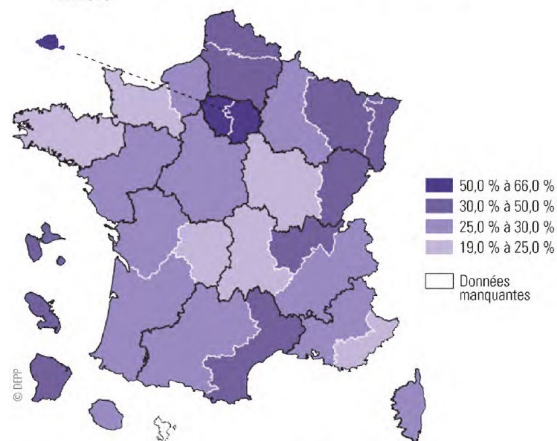 50,0 % à 66,0 %
30,0 % à 50,0 %
25,0 % à 30,0 %
19,0 % à 25,0 %
Données
manquantes
© DEPP